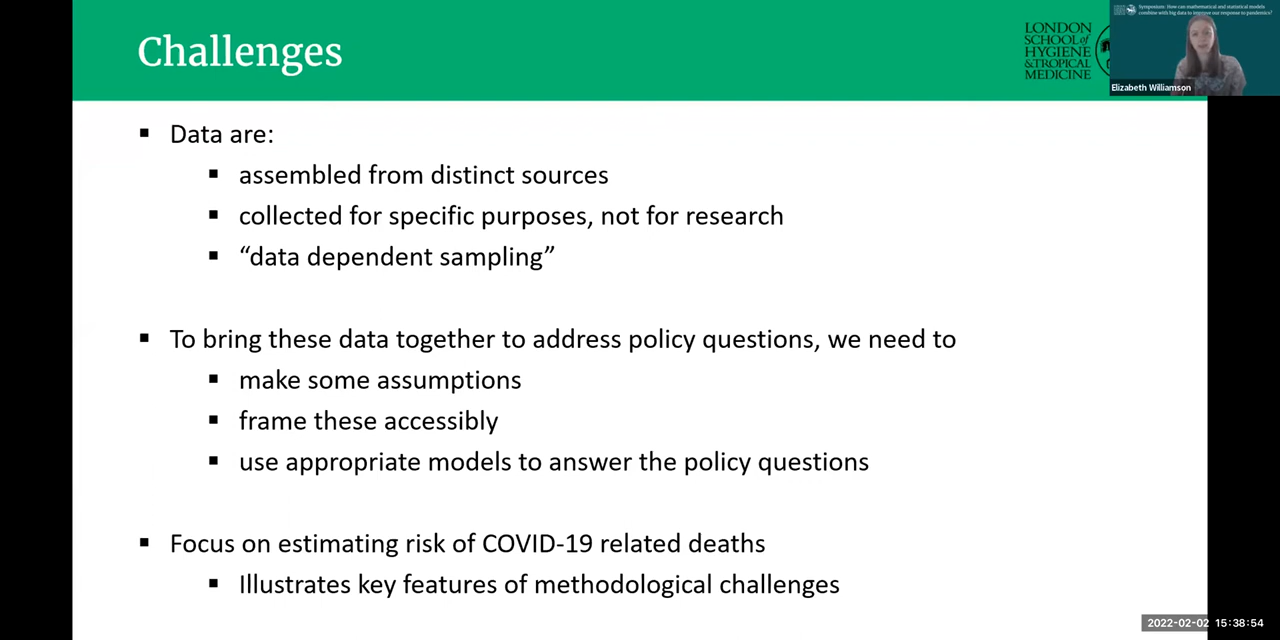 Challenges
LONDON
SCHOOL of
HYGIENE
& TROPICAL
MEDICINE
Symposium: How can mathematical and statistical models
combine with big data to improve our response to pandemics?
Elizabeth Williamson
▪ Data are:
▪ assembled from distinct sources
▪ collected for specific purposes, not for research
▪ “data dependent sampling”
▪ To bring these data together to address policy questions, we need to
▪ make some assumptions
▪ frame these accessibly
▪ use appropriate models to answer the policy questions
▪ Focus on estimating risk of COVID-19 related deaths
▪ Illustrates key features of methodological challenges
2022-02-02 15:38:54